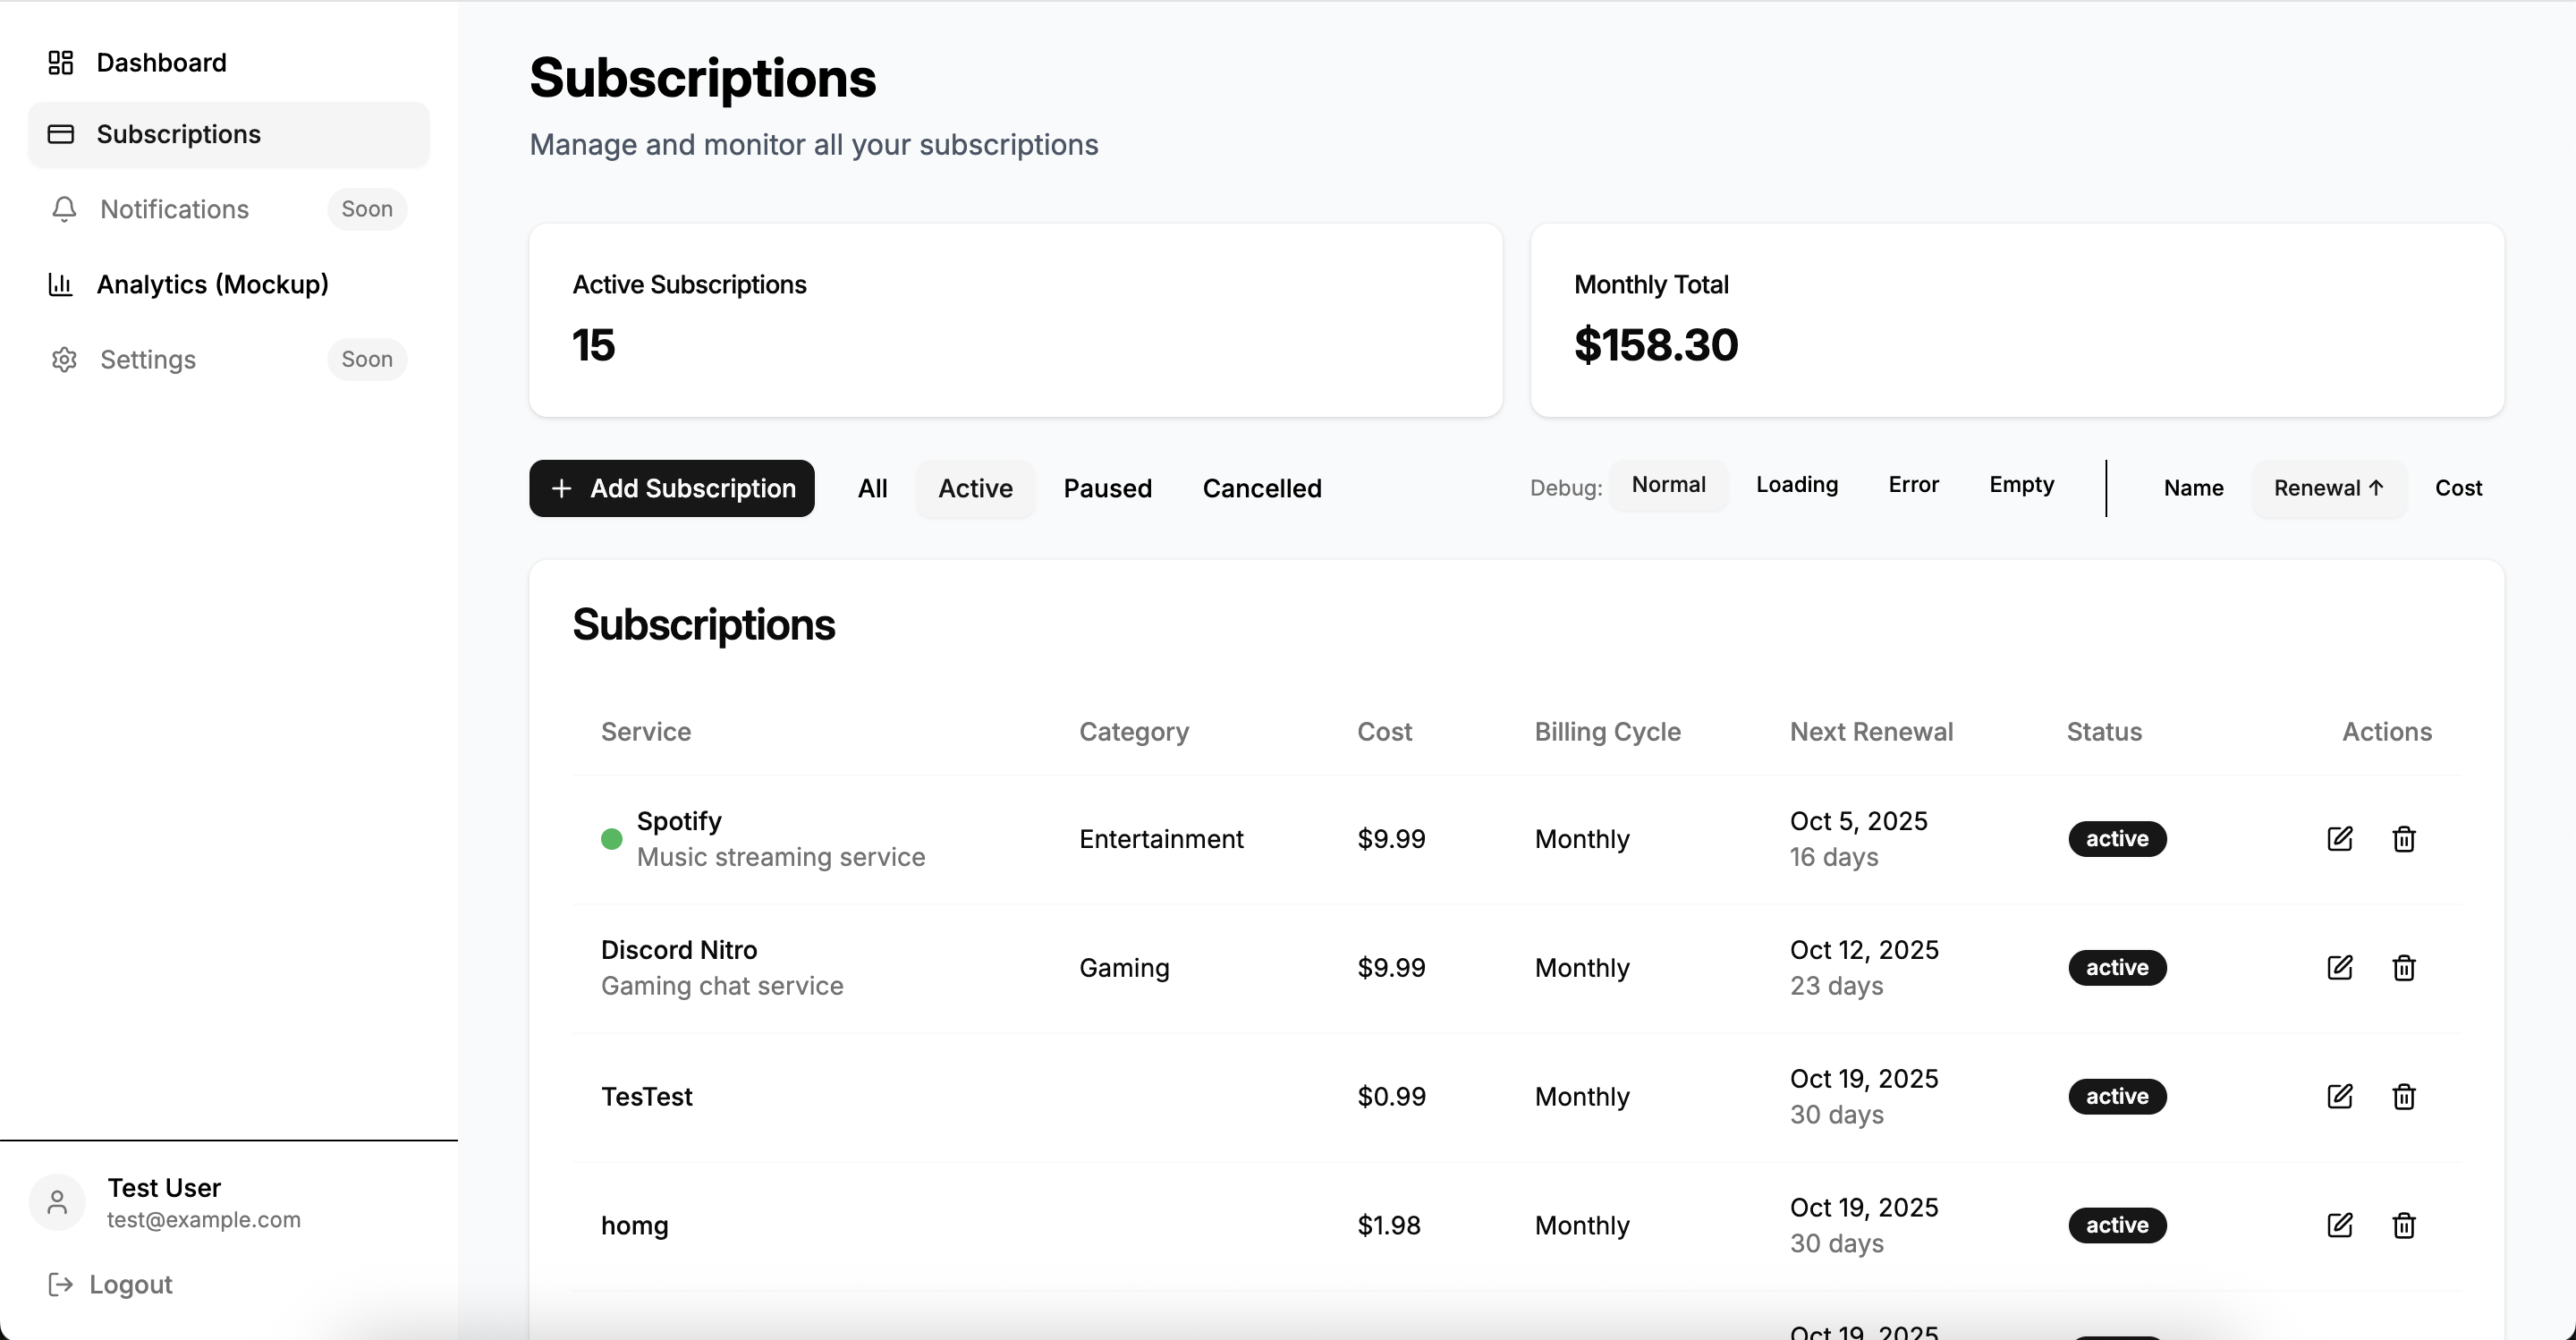 Dashboard
Subscriptions
Notifications Soon
Analytics (Mockup)
Settings Soon
Test User
test@example.com
Logout
Subscriptions
Manage and monitor all your subscriptions
Active Subscriptions
15
Monthly Total
$158.30
Add Subscription All Active Paused Cancelled Debug: Normal Loading Error Empty Name Renewal ↑ Cost
Subscriptions
Service Category Cost Billing Cycle Next Renewal Status Actions
Spotify
Music streaming service
Entertainment $9.99 Monthly
Oct 5, 2025
16 days
active
Discord Nitro
Gaming chat service
Gaming $9.99 Monthly
Oct 12, 2025
23 days
active
TesTest $0.99 Monthly
Oct 19, 2025
30 days
active
homg $1.98 Monthly
Oct 19, 2025
30 days
active
Oct 19, 2025